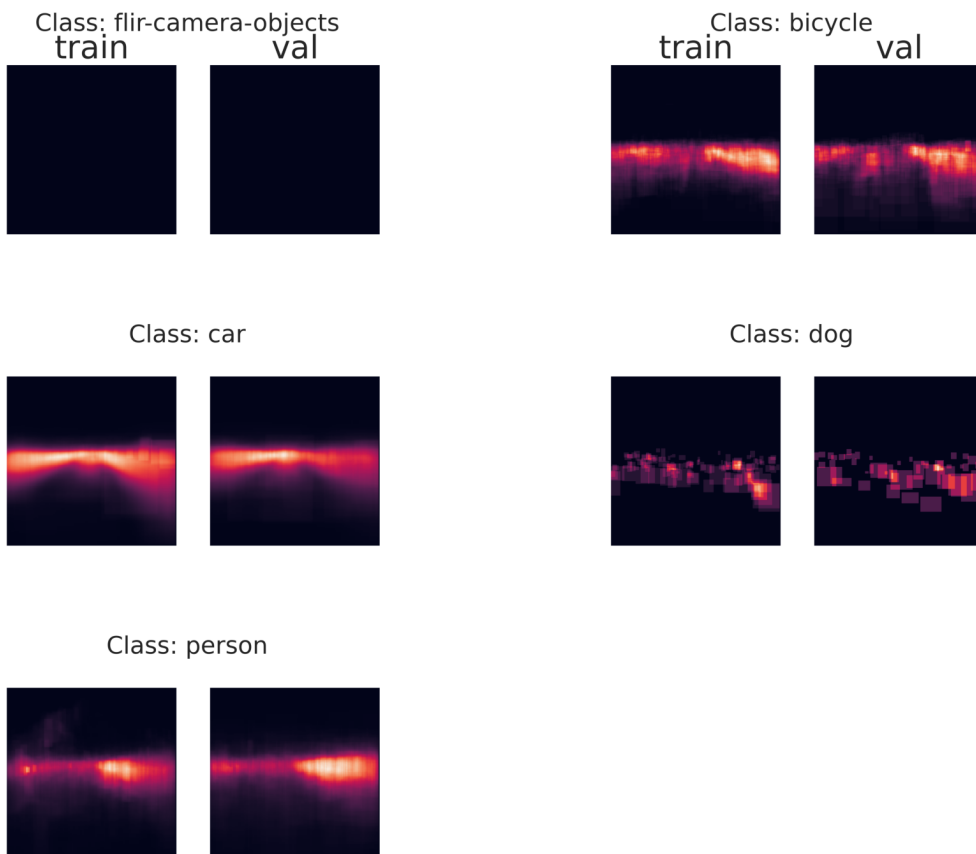 Class: flir-camera-objects
train val
Class: bicycle
train val
Class: car
Class: dog
Class: person